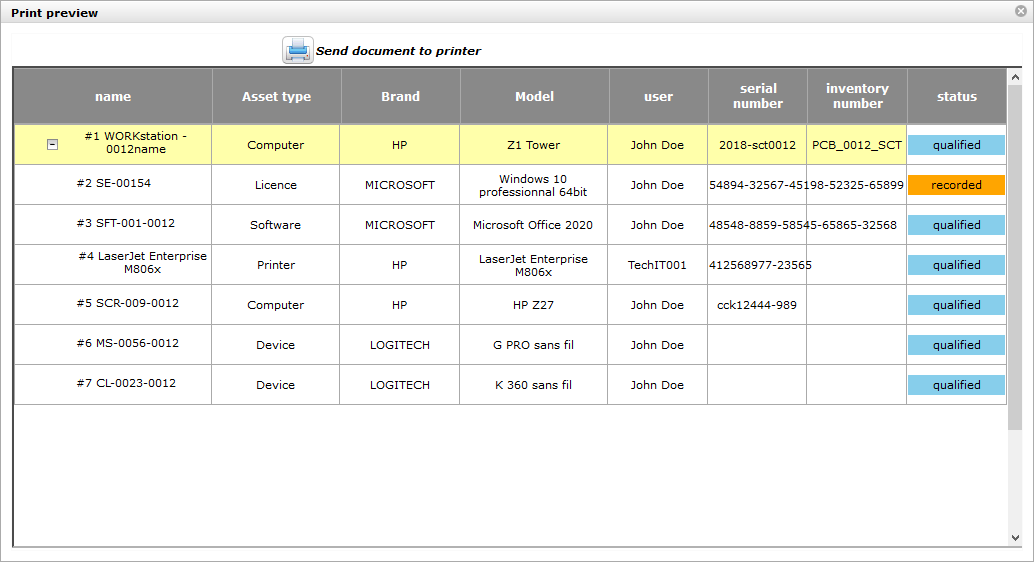 Print preview
Send document to printer
name Asset type Brand Model user serial number inventory number status
#1 WORKstation - 0012name Computer HP Z1 Tower John Doe 2018-sct0012 PCB_0012_SCT qualified
#2 SE-00154 Licence MICROSOFT Windows 10 professionnal 64bit John Doe 54894-32567-45198-52325-65899 recorded
#3 SFT-001-0012 Software MICROSOFT Microsoft Office 2020 John Doe 48548-8859-58545-65865-32568 qualified
#4 LaserJet Enterprise M806x Printer HP LaserJet Enterprise M806x TechIT001 412568977-23565 qualified
#5 SCR-009-0012 Computer HP HP Z27 John Doe cck12444-989 qualified
#6 MS-0056-0012 Device LOGITECH G PRO sans fil John Doe qualified
#7 CL-0023-0012 Device LOGITECH K 360 sans fil John Doe qualified